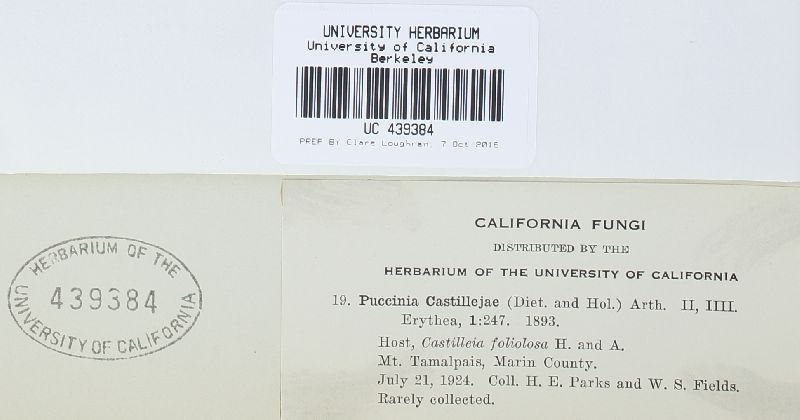 UNIVERSITY HERBARIUM
University of California
Berkeley
UC 439384
PREP BY Clare Loughran, 7 Oct 2016
HERBARIUM OF THE
439384
UNIVERSITY OF CALIFORNIA
CALIFORNIA FUNGI
DISTRIBUTED BY THE
HERBARIUM OF THE UNIVERSITY OF CALIFORNIA
19. Puccinia Castillejae (Diet. and Hol.) Arth. II, IIII.
Erythea, 1:247. 1893.
Host, Castilleia foliolosa H. and A.
Mt. Tamalpais, Marin County.
July 21, 1924. Coll. H. E. Parks and W. S. Fields.
Rarely collected.